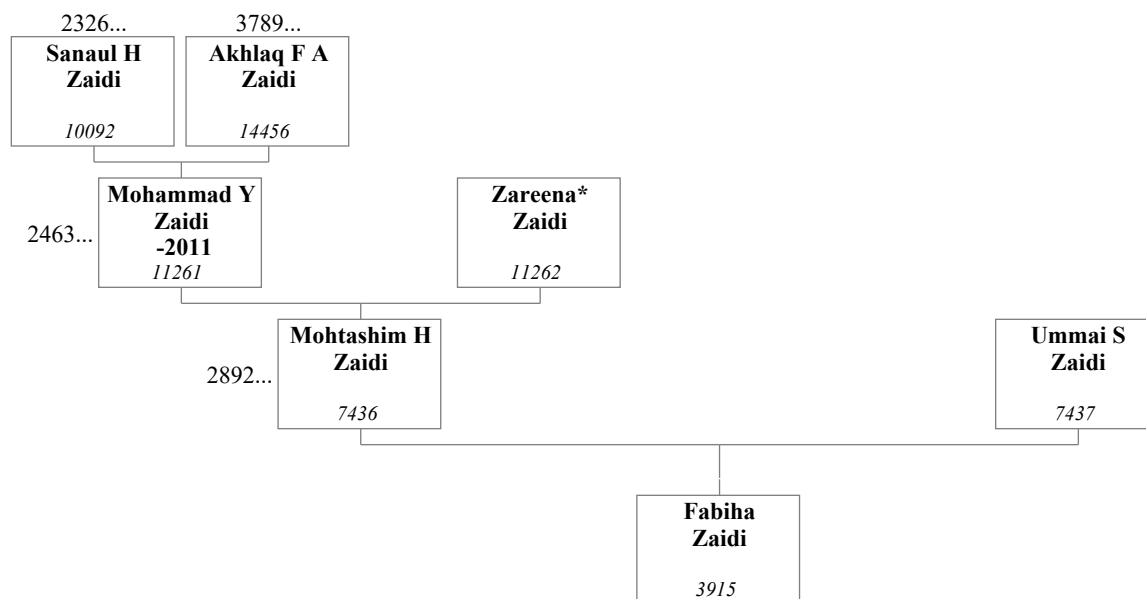 2326...
3789...
Sanaul H
Zaidi
10092
Akhlaq F A
Zaidi
14456
2463...
Mohammad Y
Zaidi
-2011
11261
Zareena*
Zaidi
11262
2892...
Mohtashim H
Zaidi
7436
Ummai S
Zaidi
7437
Fabiha
Zaidi
3915